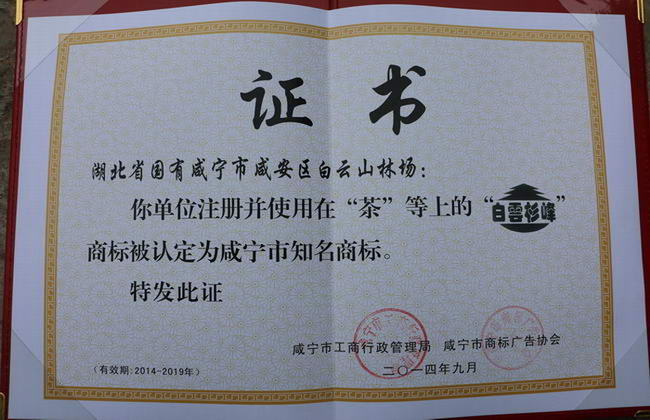 证书
湖北省国有咸宁市咸安区白云山林场：
你单位注册并使用在“茶”等上的“白雲杉峰”
商标被认定为咸宁市知名商标。
特发此证
咸宁市工商行政管理局 咸宁市商标广告协会
(有效期:2014-2019年)
二〇一四年九月